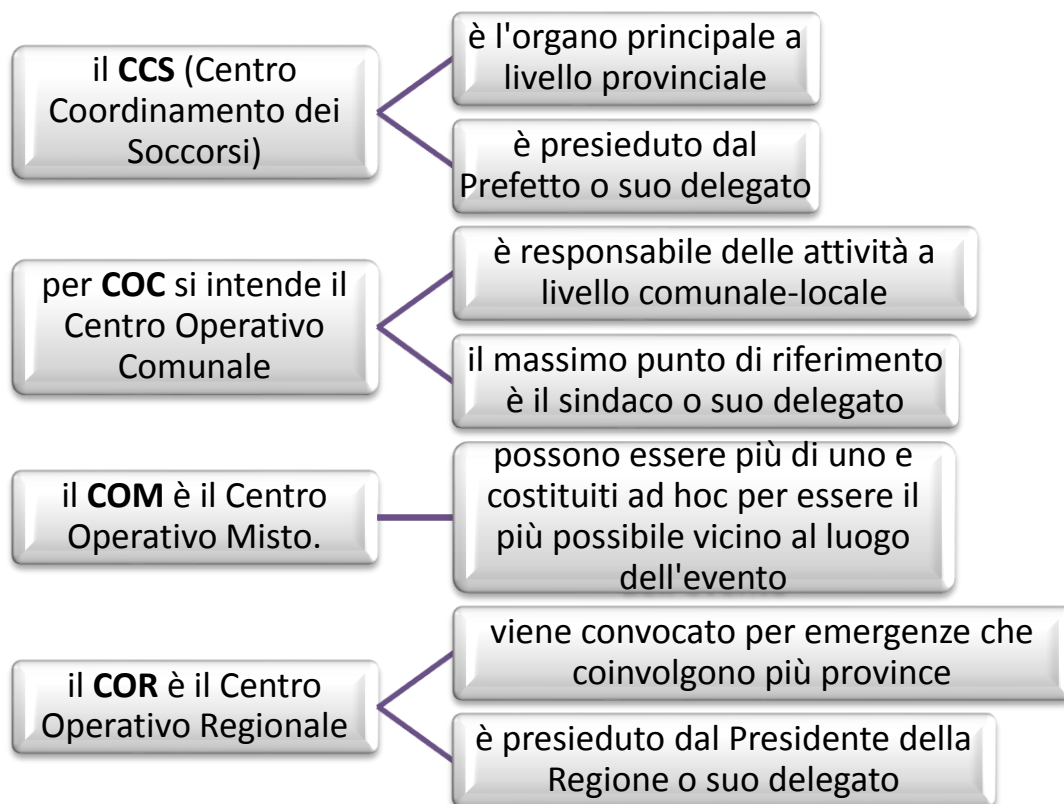 il CCS (Centro
Coordinamento dei
Soccorsi)
è l'organo principale a
livello provinciale
è presieduto dal
Prefetto o suo delegato
per COC si intende il
Centro Operativo
Comunale
è responsabile delle attività a
livello comunale-locale
il massimo punto di riferimento
è il sindaco o suo delegato
il COM è il Centro
Operativo Misto.
possono essere più di uno e
costituiti ad hoc per essere il
più possibile vicino al luogo
dell'evento
il COR è il Centro
Operativo Regionale
viene convocato per emergenze che
coinvolgono più province
è presieduto dal Presidente della
Regione o suo delegato